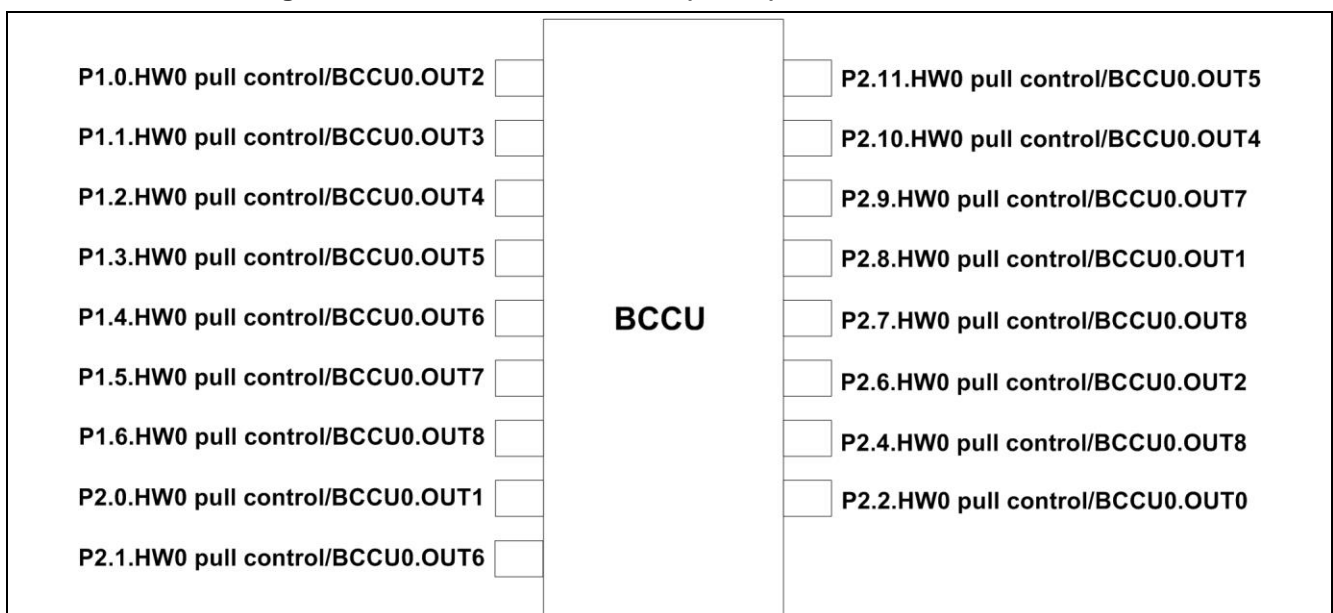 P1.0.HW0 pull control/BCCU0.OUT2
P1.1.HW0 pull control/BCCU0.OUT3
P1.2.HW0 pull control/BCCU0.OUT4
P1.3.HW0 pull control/BCCU0.OUT5
P1.4.HW0 pull control/BCCU0.OUT6
P1.5.HW0 pull control/BCCU0.OUT7
P1.6.HW0 pull control/BCCU0.OUT8
P2.0.HW0 pull control/BCCU0.OUT1
P2.1.HW0 pull control/BCCU0.OUT6
BCCU
P2.11.HW0 pull control/BCCU0.OUT5
P2.10.HW0 pull control/BCCU0.OUT4
P2.9.HW0 pull control/BCCU0.OUT7
P2.8.HW0 pull control/BCCU0.OUT1
P2.7.HW0 pull control/BCCU0.OUT8
P2.6.HW0 pull control/BCCU0.OUT2
P2.4.HW0 pull control/BCCU0.OUT8
P2.2.HW0 pull control/BCCU0.OUT0